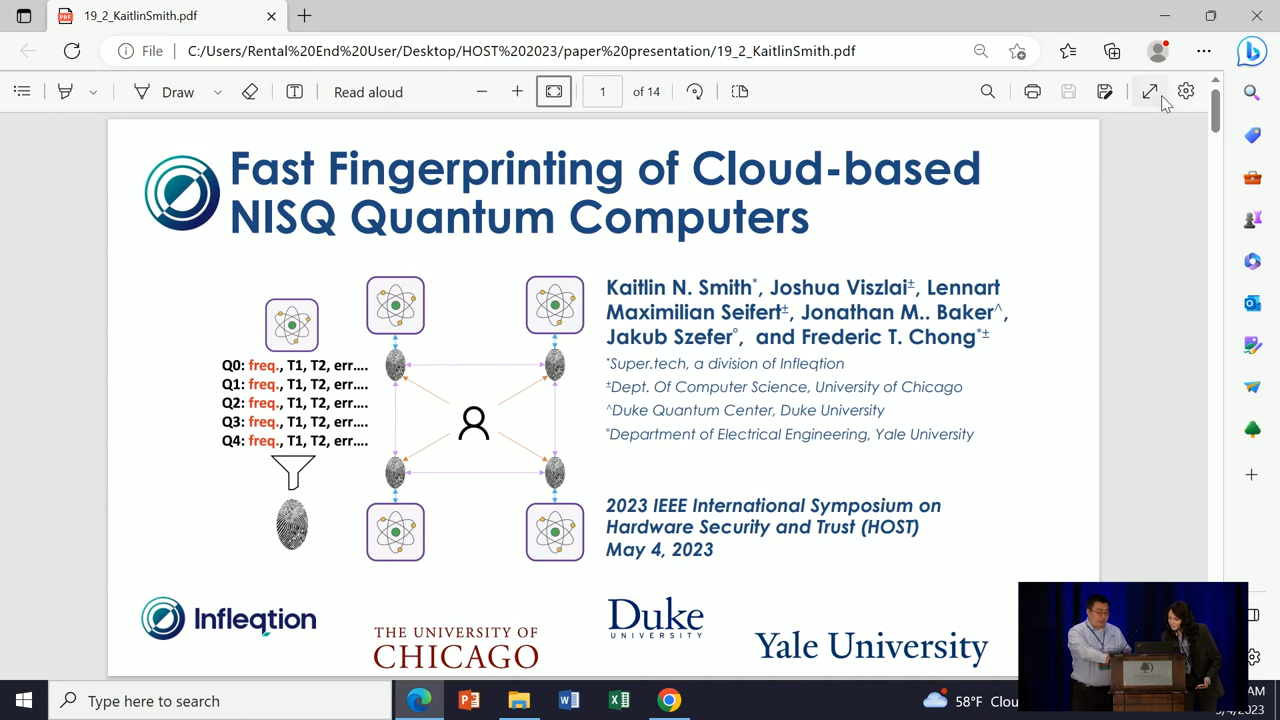 19_2_KaitlinSmith.pdf
File C:/Users/Rental%20End%20User/Desktop/HOST%202023/paper%20presentation/19_2_KaitlinSmith.pdf
Draw
Read aloud
1 of 14
Fast Fingerprinting of Cloud-based
NISQ Quantum Computers
Q0: freq., T1, T2, err....
Q1: freq., T1, T2, err....
Q2: freq., T1, T2, err....
Q3: freq., T1, T2, err....
Q4: freq., T1, T2, err....
Kaitlin N. Smith*, Joshua Viszlai±, Lennart
Maximilian Seifert±, Jonathan M.. Baker^,
Jakub Szefer°, and Frederic T. Chong*±
*Super.tech, a division of Infleqtion
±Dept. Of Computer Science, University of Chicago
^Duke Quantum Center, Duke University
°Department of Electrical Engineering, Yale University
2023 IEEE International Symposium on
Hardware Security and Trust (HOST)
May 4, 2023
Infleqtion
THE UNIVERSITY OF
CHICAGO
Duke
UNIVERSITY
Yale University
Type here to search
58°F Clou
AM
5/4/2023